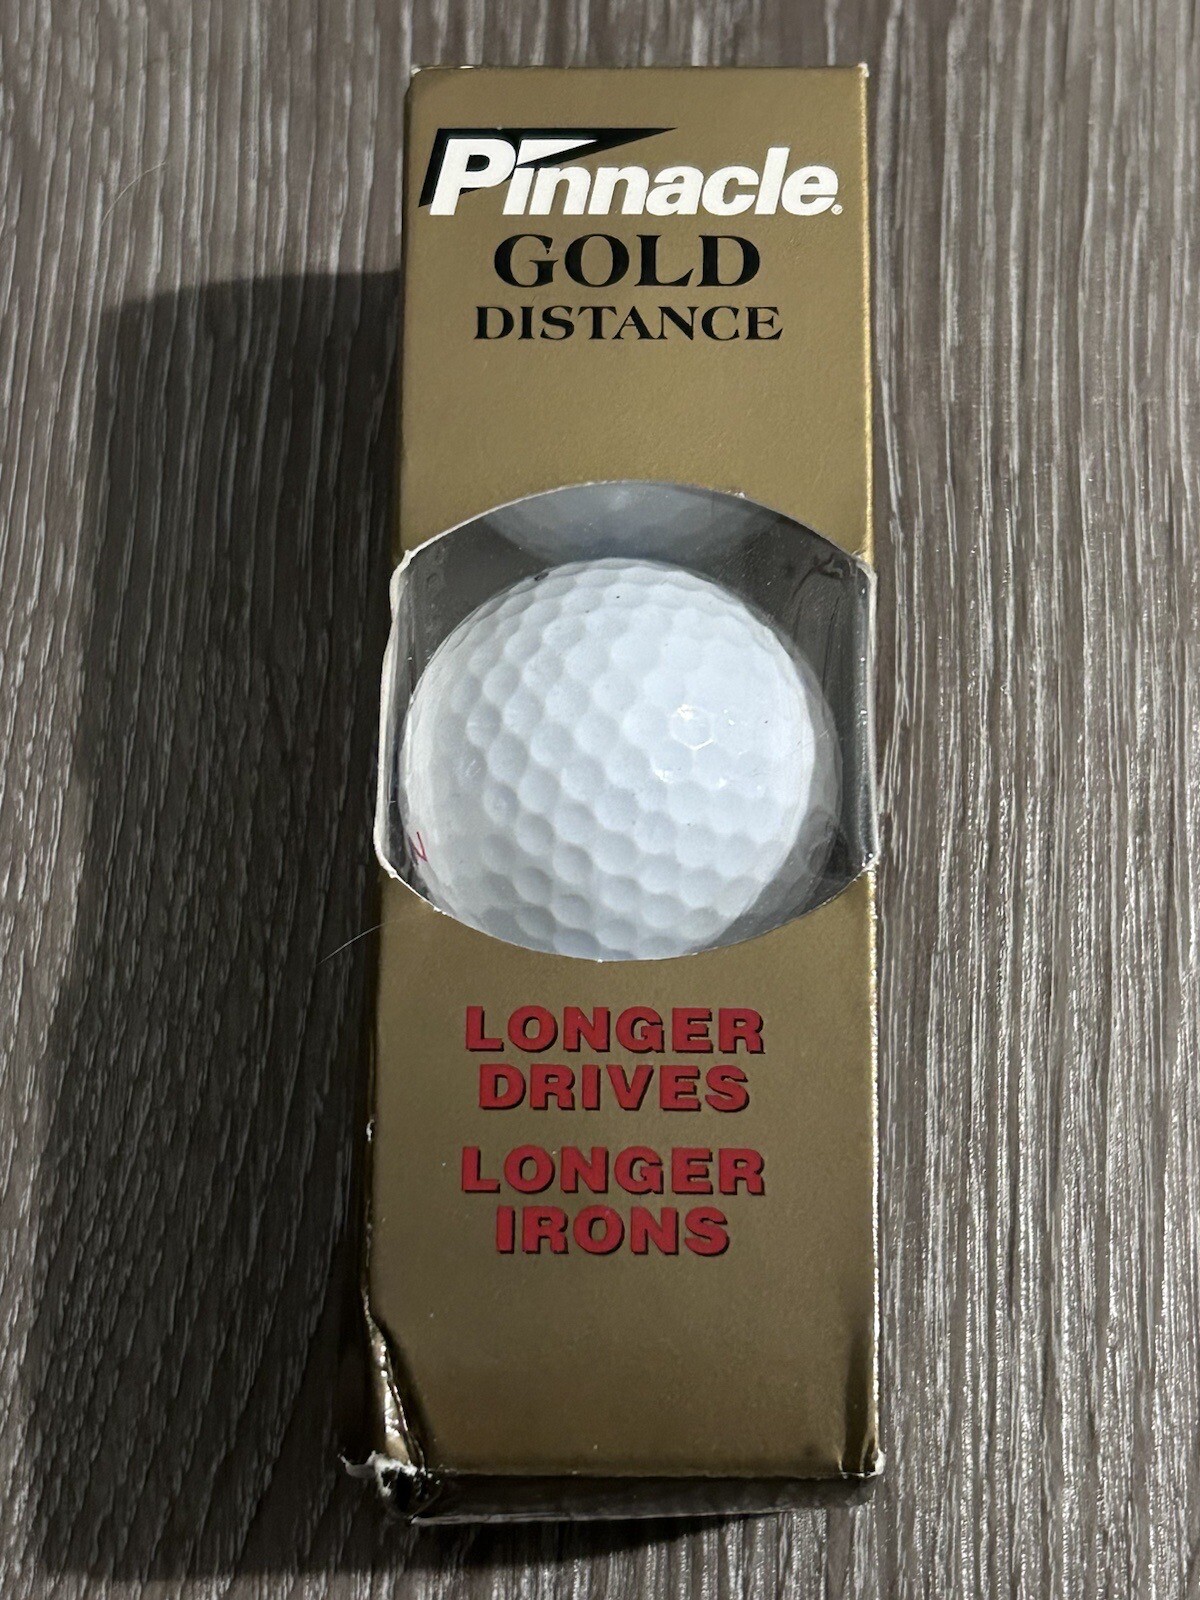 Pinnacle®
GOLD
DISTANCE
LONGER
DRIVES
LONGER
IRONS